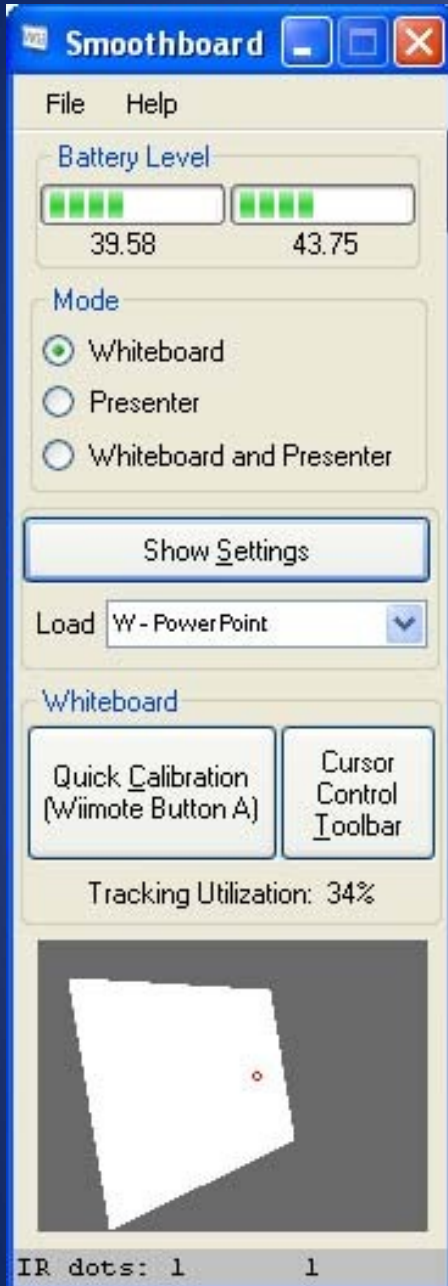 Smoothboard
File Help
Battery Level
39.58 43.75
Mode
Whiteboard
Presenter
Whiteboard and Presenter
Show Settings
Load W - PowerPoint
Whiteboard
Quick Calibration
(Wiimote Button A)
Cursor
Control
Toolbar
Tracking Utilization: 34%
IR dots: 1 1